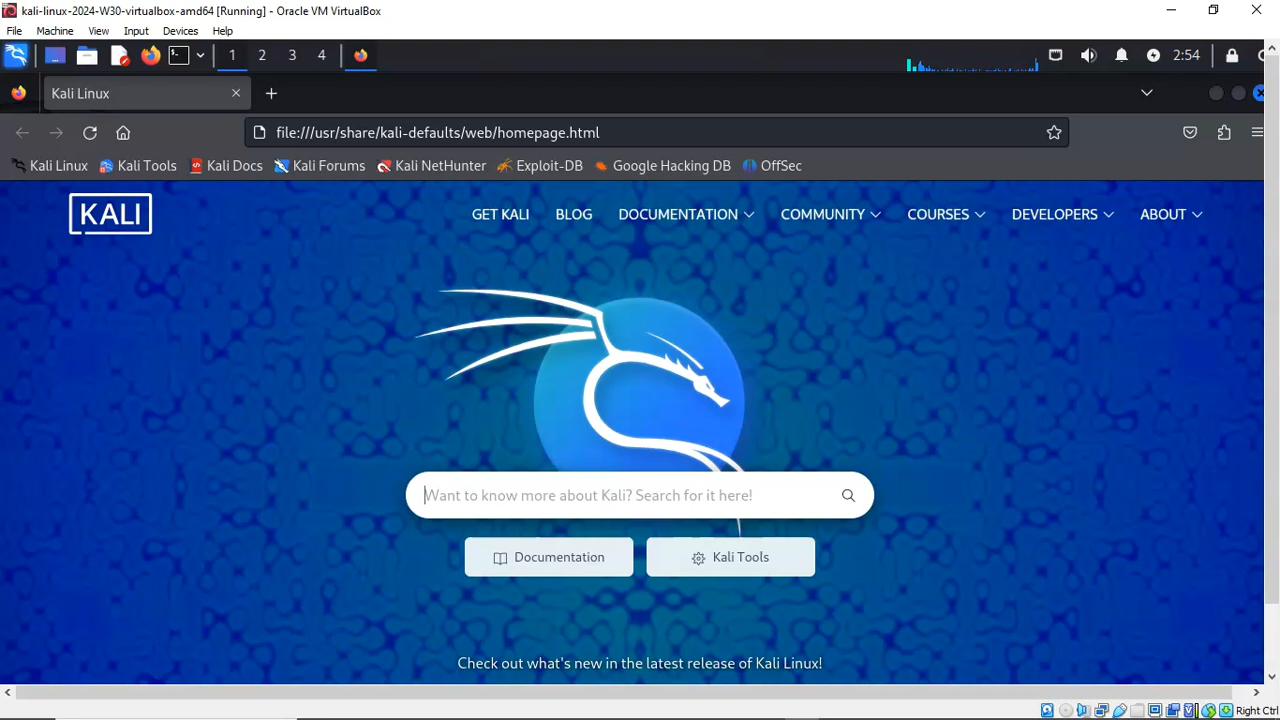 kali-linux-2024-W30-virtualbox-amd64 [Running] - Oracle VM VirtualBox
File Machine View Input Devices Help
1 2 3 4 2:54
Kali Linux
file:///usr/share/kali-defaults/web/homepage.html
Kali Linux Kali Tools Kali Docs Kali Forums Kali NetHunter Exploit-DB Google Hacking DB OffSec
KALI GET KALI BLOG DOCUMENTATION COMMUNITY COURSES DEVELOPERS ABOUT
Want to know more about Kali? Search for it here!
Documentation Kali Tools
Check out what's new in the latest release of Kali Linux!
Right Ctrl